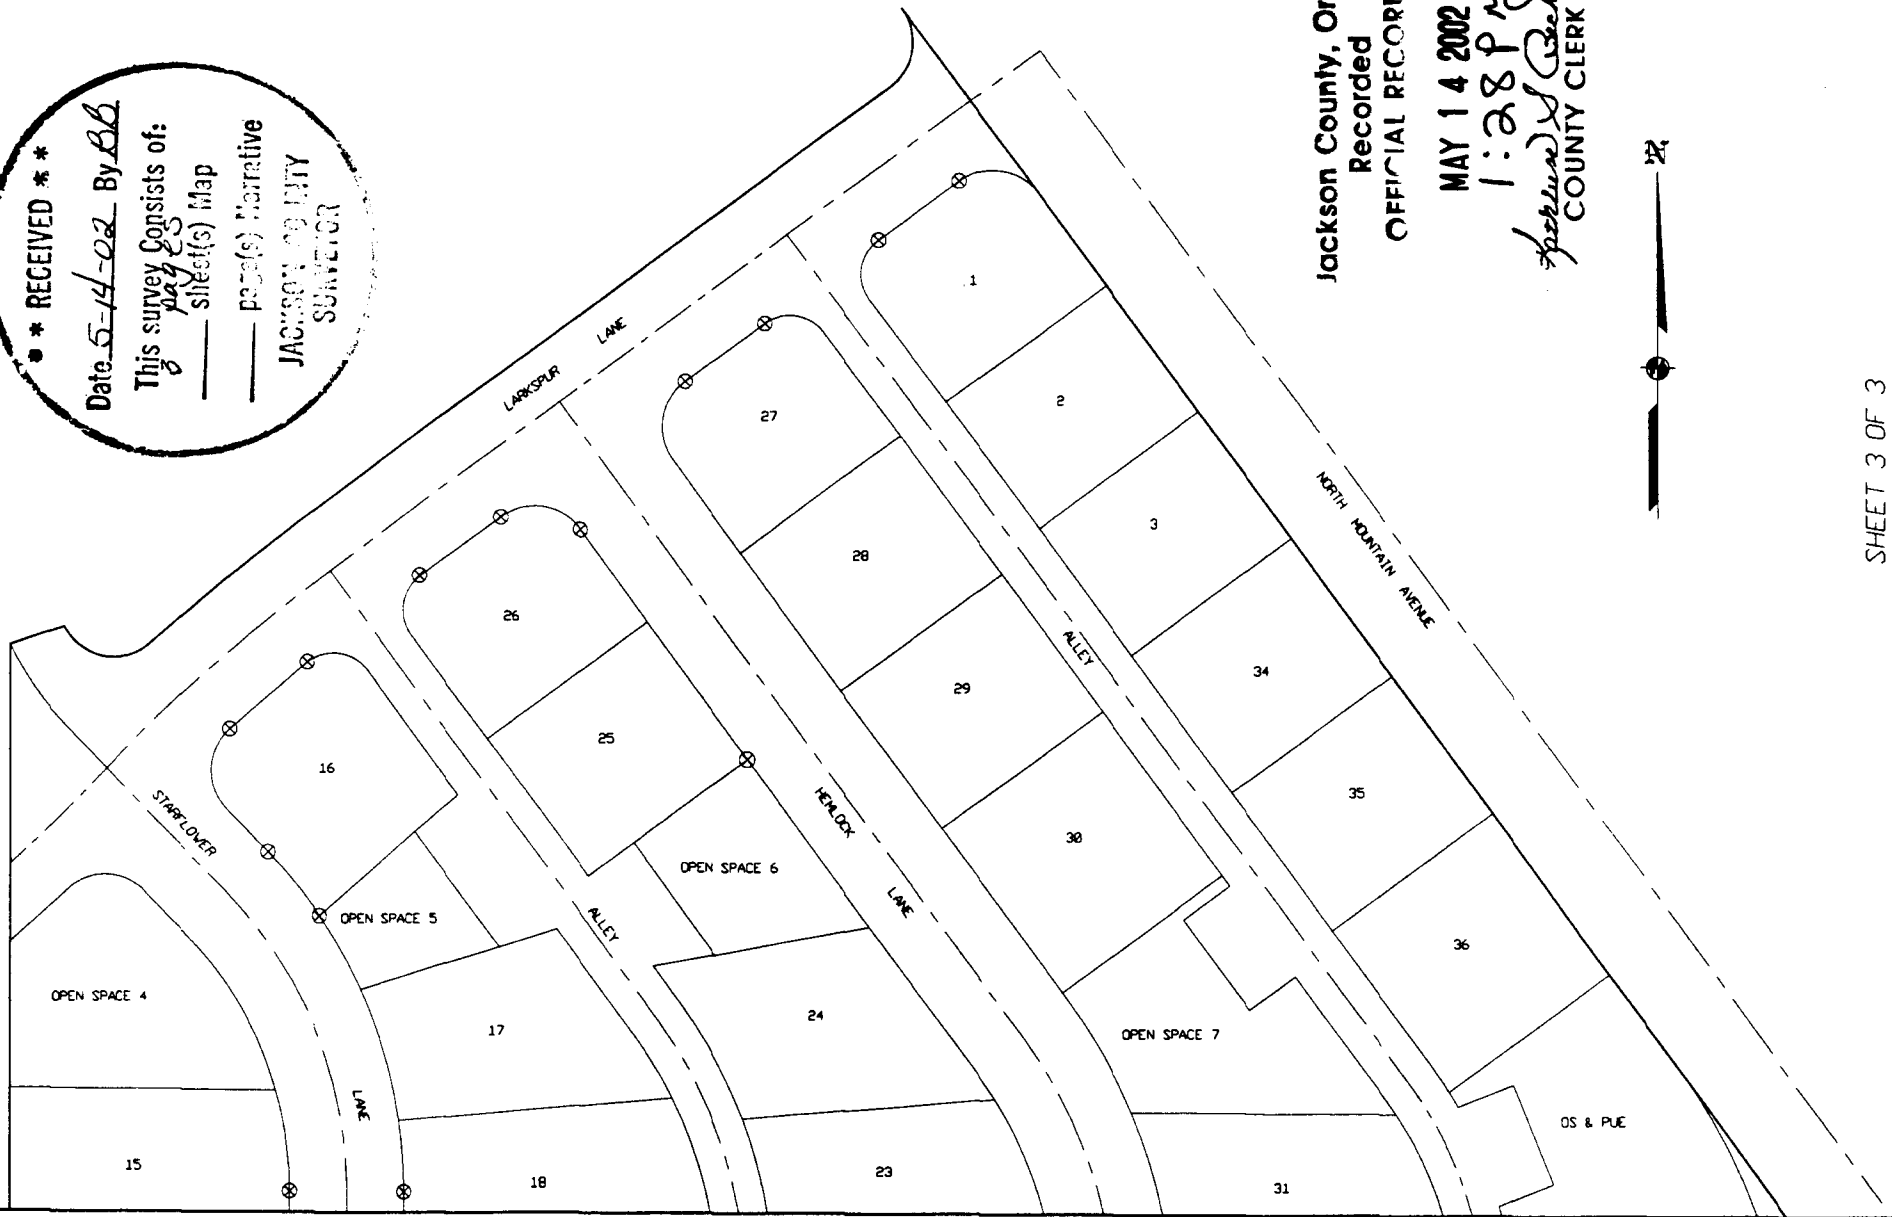 * * RECEIVED * *
Date 5-14-02 By BB
This survey Consists of:
3 pages
sheet(s) Map
page(s) Narrative
JACKSON COUNTY
SURVEYOR
Jackson County, Or
Recorded
OFFICIAL RECOR
MAY 14 2002
1:28 P
COUNTY CLERK
SHEET 3 OF 3
LARKSPUR LANE
NORTH MOUNTAIN AVENUE
ALLEY
HEMLOCK LANE
ALLEY
STARFLOWER LANE
1
2
3
34
35
36
OS & PUE
27
28
29
30
OPEN SPACE 7
31
26
25
OPEN SPACE 6
24
23
16
OPEN SPACE 5
17
18
OPEN SPACE 4
15